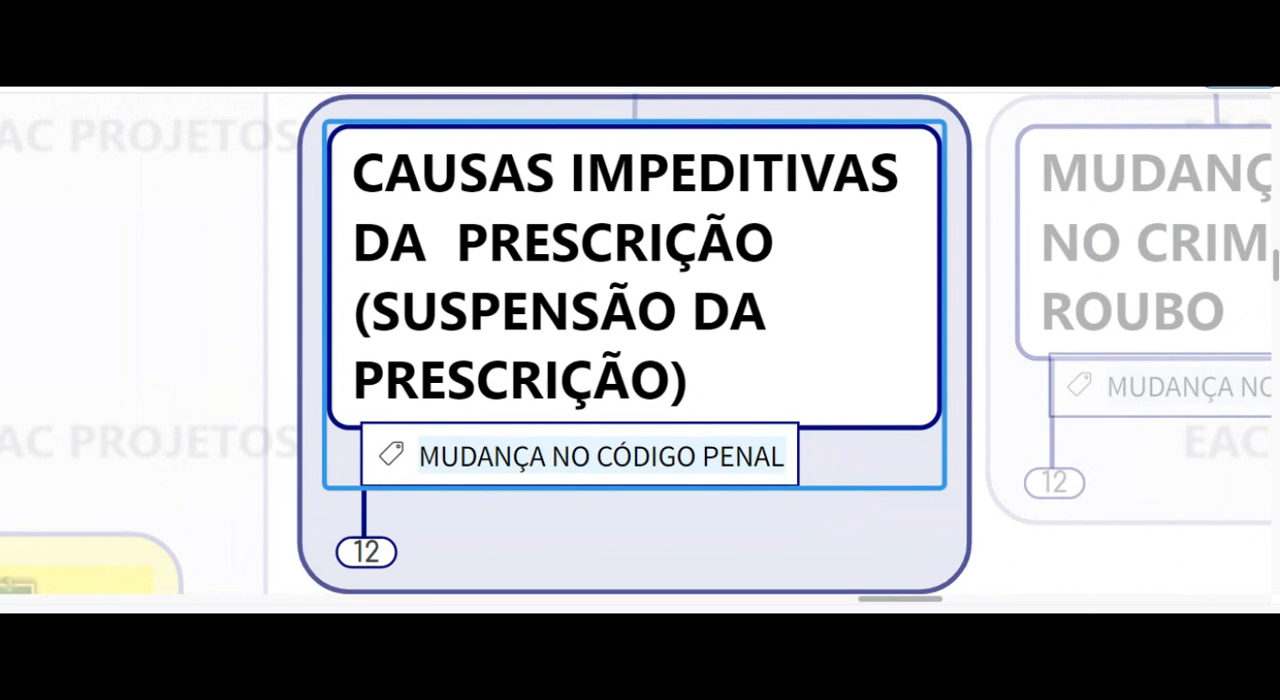 AC PROJETOS
CAUSAS IMPEDITIVAS
DA PRESCRIÇÃO
(SUSPENSÃO DA
PRESCRIÇÃO)
MUDANÇA NO CÓDIGO PENAL
12
AC PROJETOS
MUDANÇ
NO CRIM
ROUBO
MUDANÇA NO
EAC
12